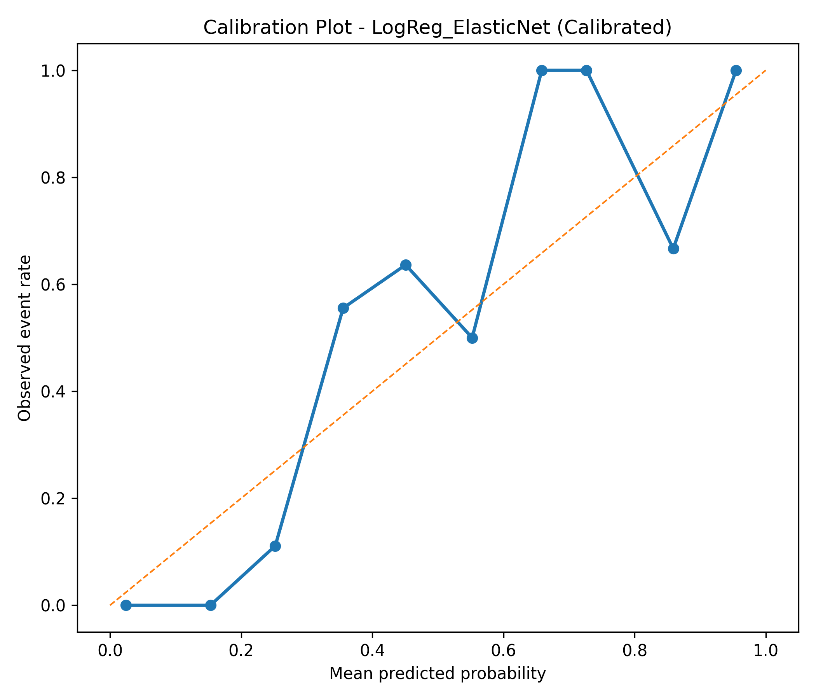 Calibration Plot - LogReg_ElasticNet (Calibrated)
Observed event rate
1.0
0.8
0.6
0.4
0.2
0.0
0.0 0.2 0.4 0.6 0.8 1.0
Mean predicted probability